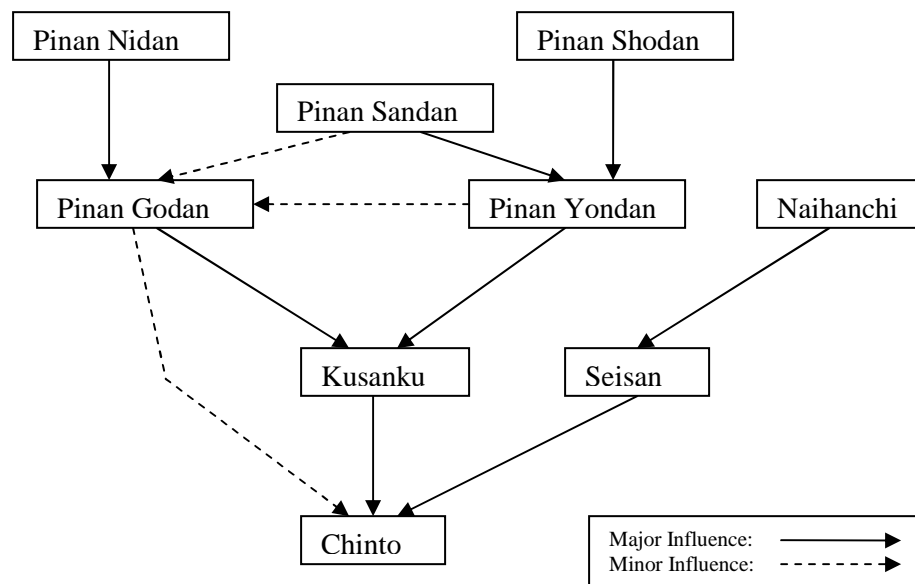 Pinan Nidan
Pinan Shodan
Pinan Sandan
Pinan Godan
Pinan Yondan
Naihanchi
Kusanku
Seisan
Chinto
Major Influence:
Minor Influence: